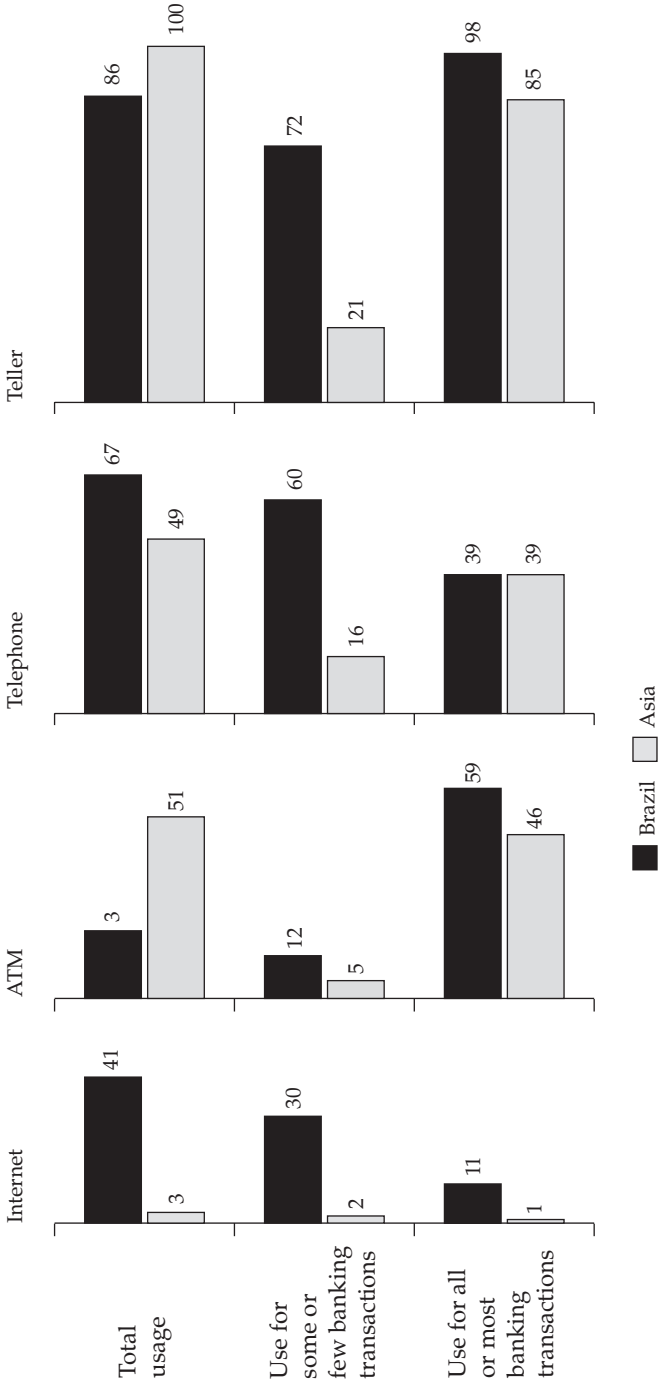 Internet
ATM
Telephone
Teller
Total
usage
41
3
3
51
67
49
86
100
Use for
some or
few banking
transactions
30
2
12
5
60
16
72
21
Use for all
or most
banking
transactions
11
1
59
46
39
39
98
85
Brazil
Asia